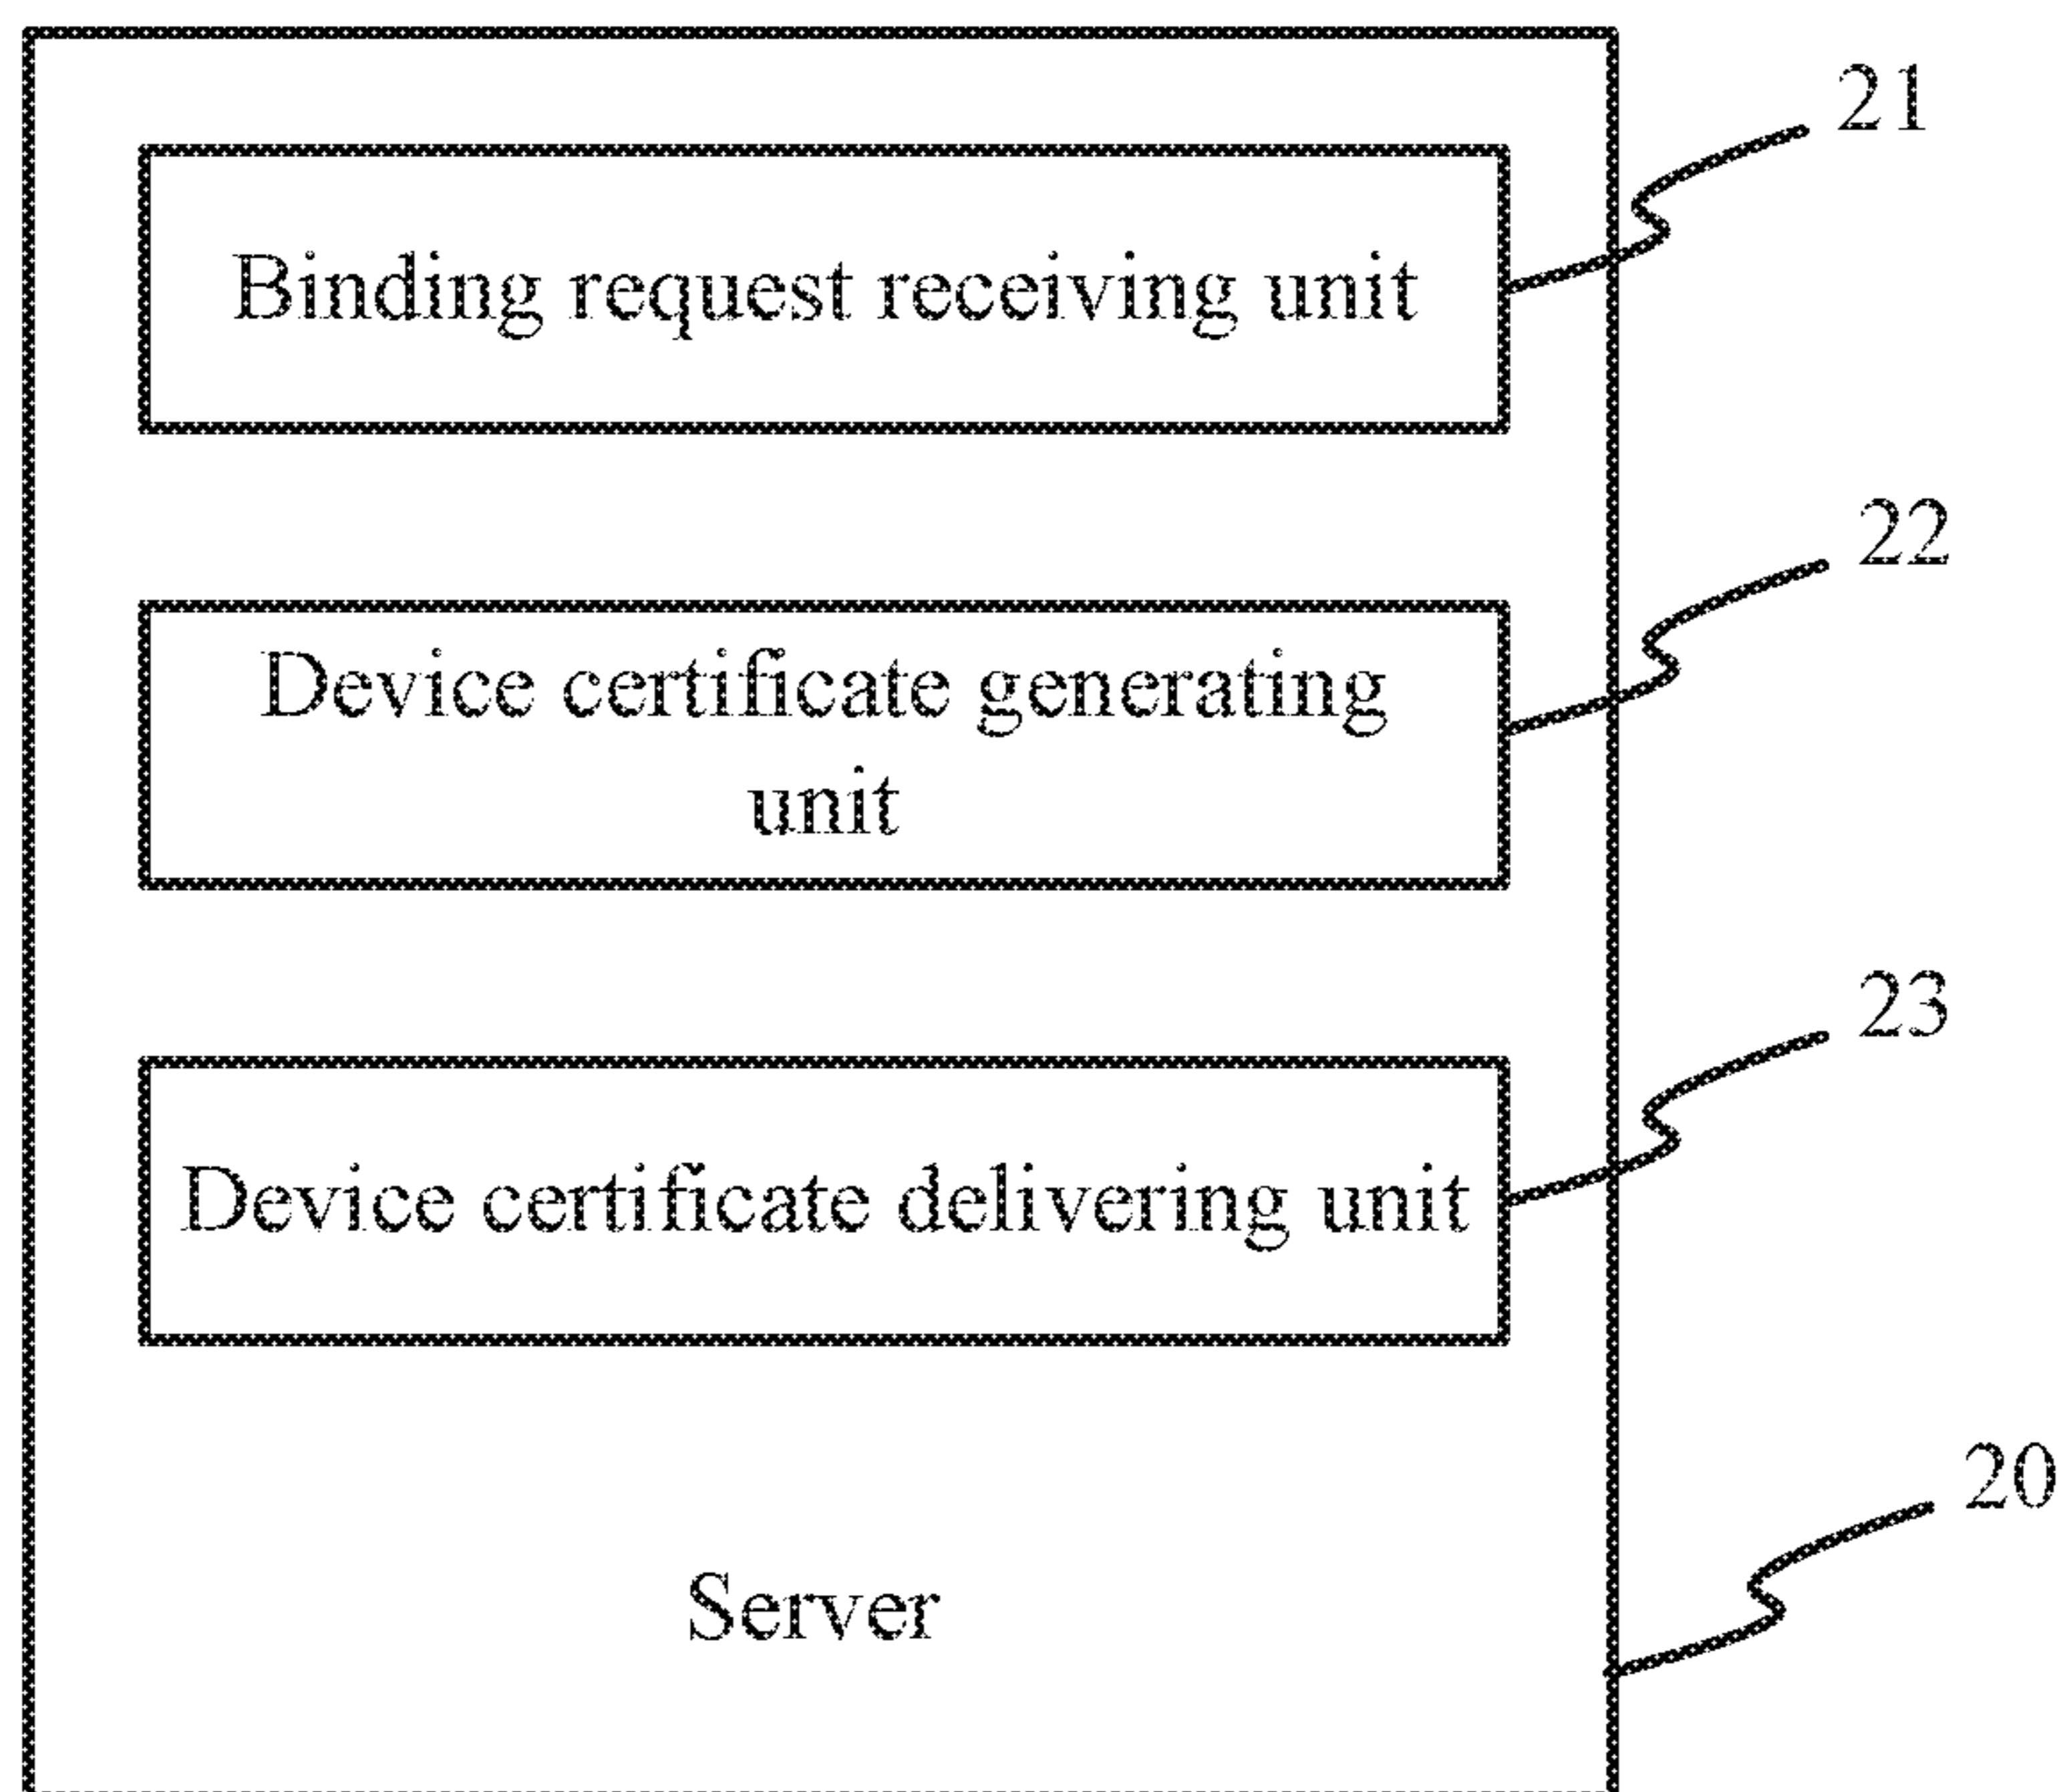 21
Binding request receiving unit
22
Device certificate generating
unit
23
Device certificate delivering unit
20
Server